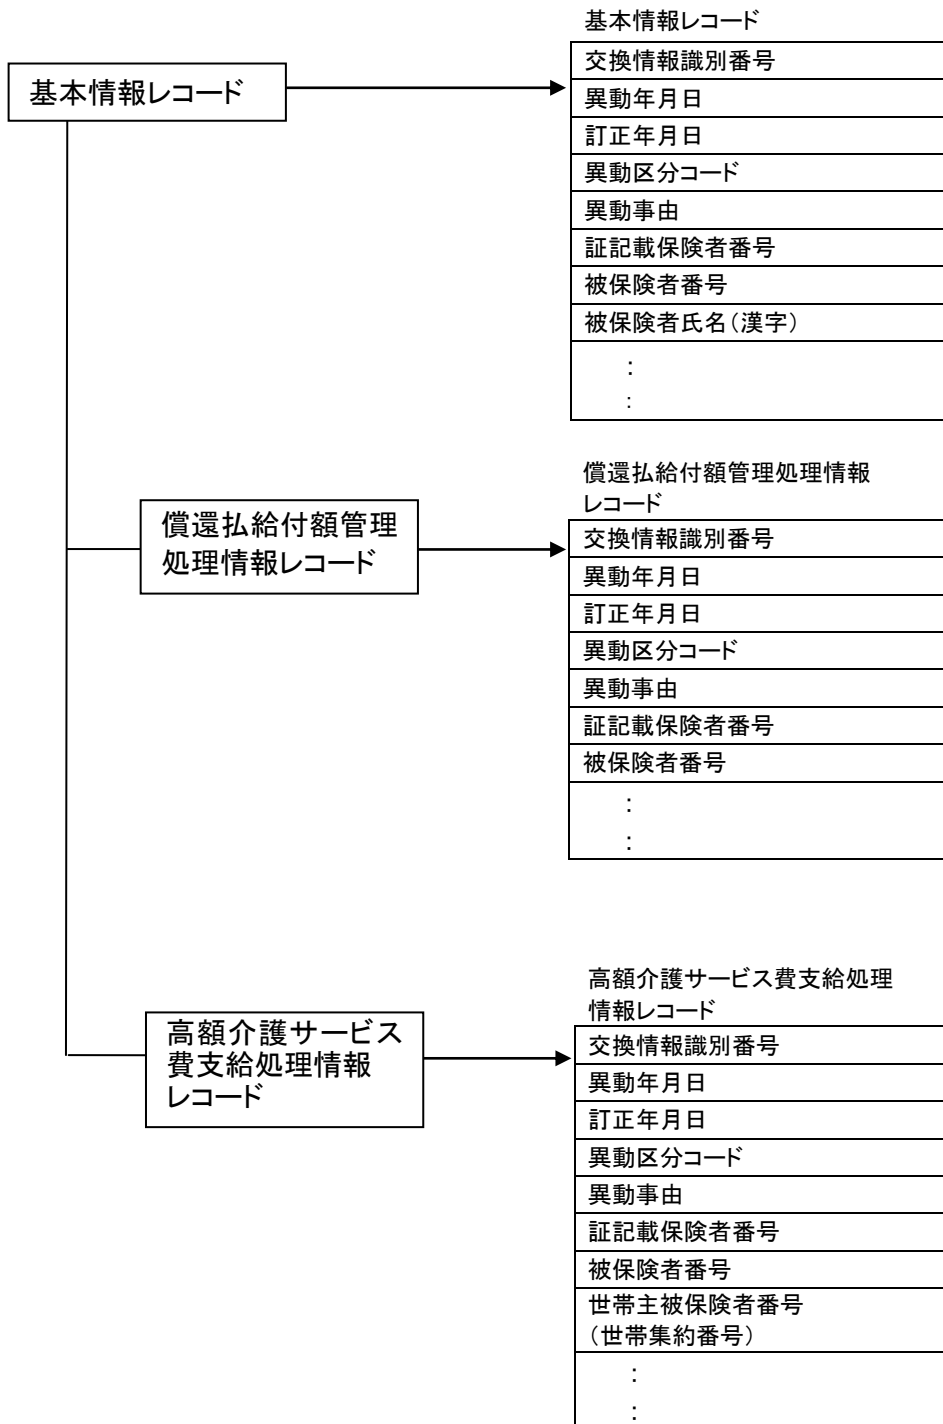 基本情報レコード
基本情報レコード
交換情報識別番号
異動年月日
訂正年月日
異動区分コード
異動事由
証記載保険者番号
被保険者番号
被保険者氏名(漢字)
:
:
償還払給付額管理
処理情報レコード
償還払給付額管理処理情報
レコード
交換情報識別番号
異動年月日
訂正年月日
異動区分コード
異動事由
証記載保険者番号
被保険者番号
:
:
高額介護サービス
費支給処理情報
レコード
高額介護サービス費支給処理
情報レコード
交換情報識別番号
異動年月日
訂正年月日
異動区分コード
異動事由
証記載保険者番号
被保険者番号
世帯主被保険者番号
(世帯集約番号)
:
: